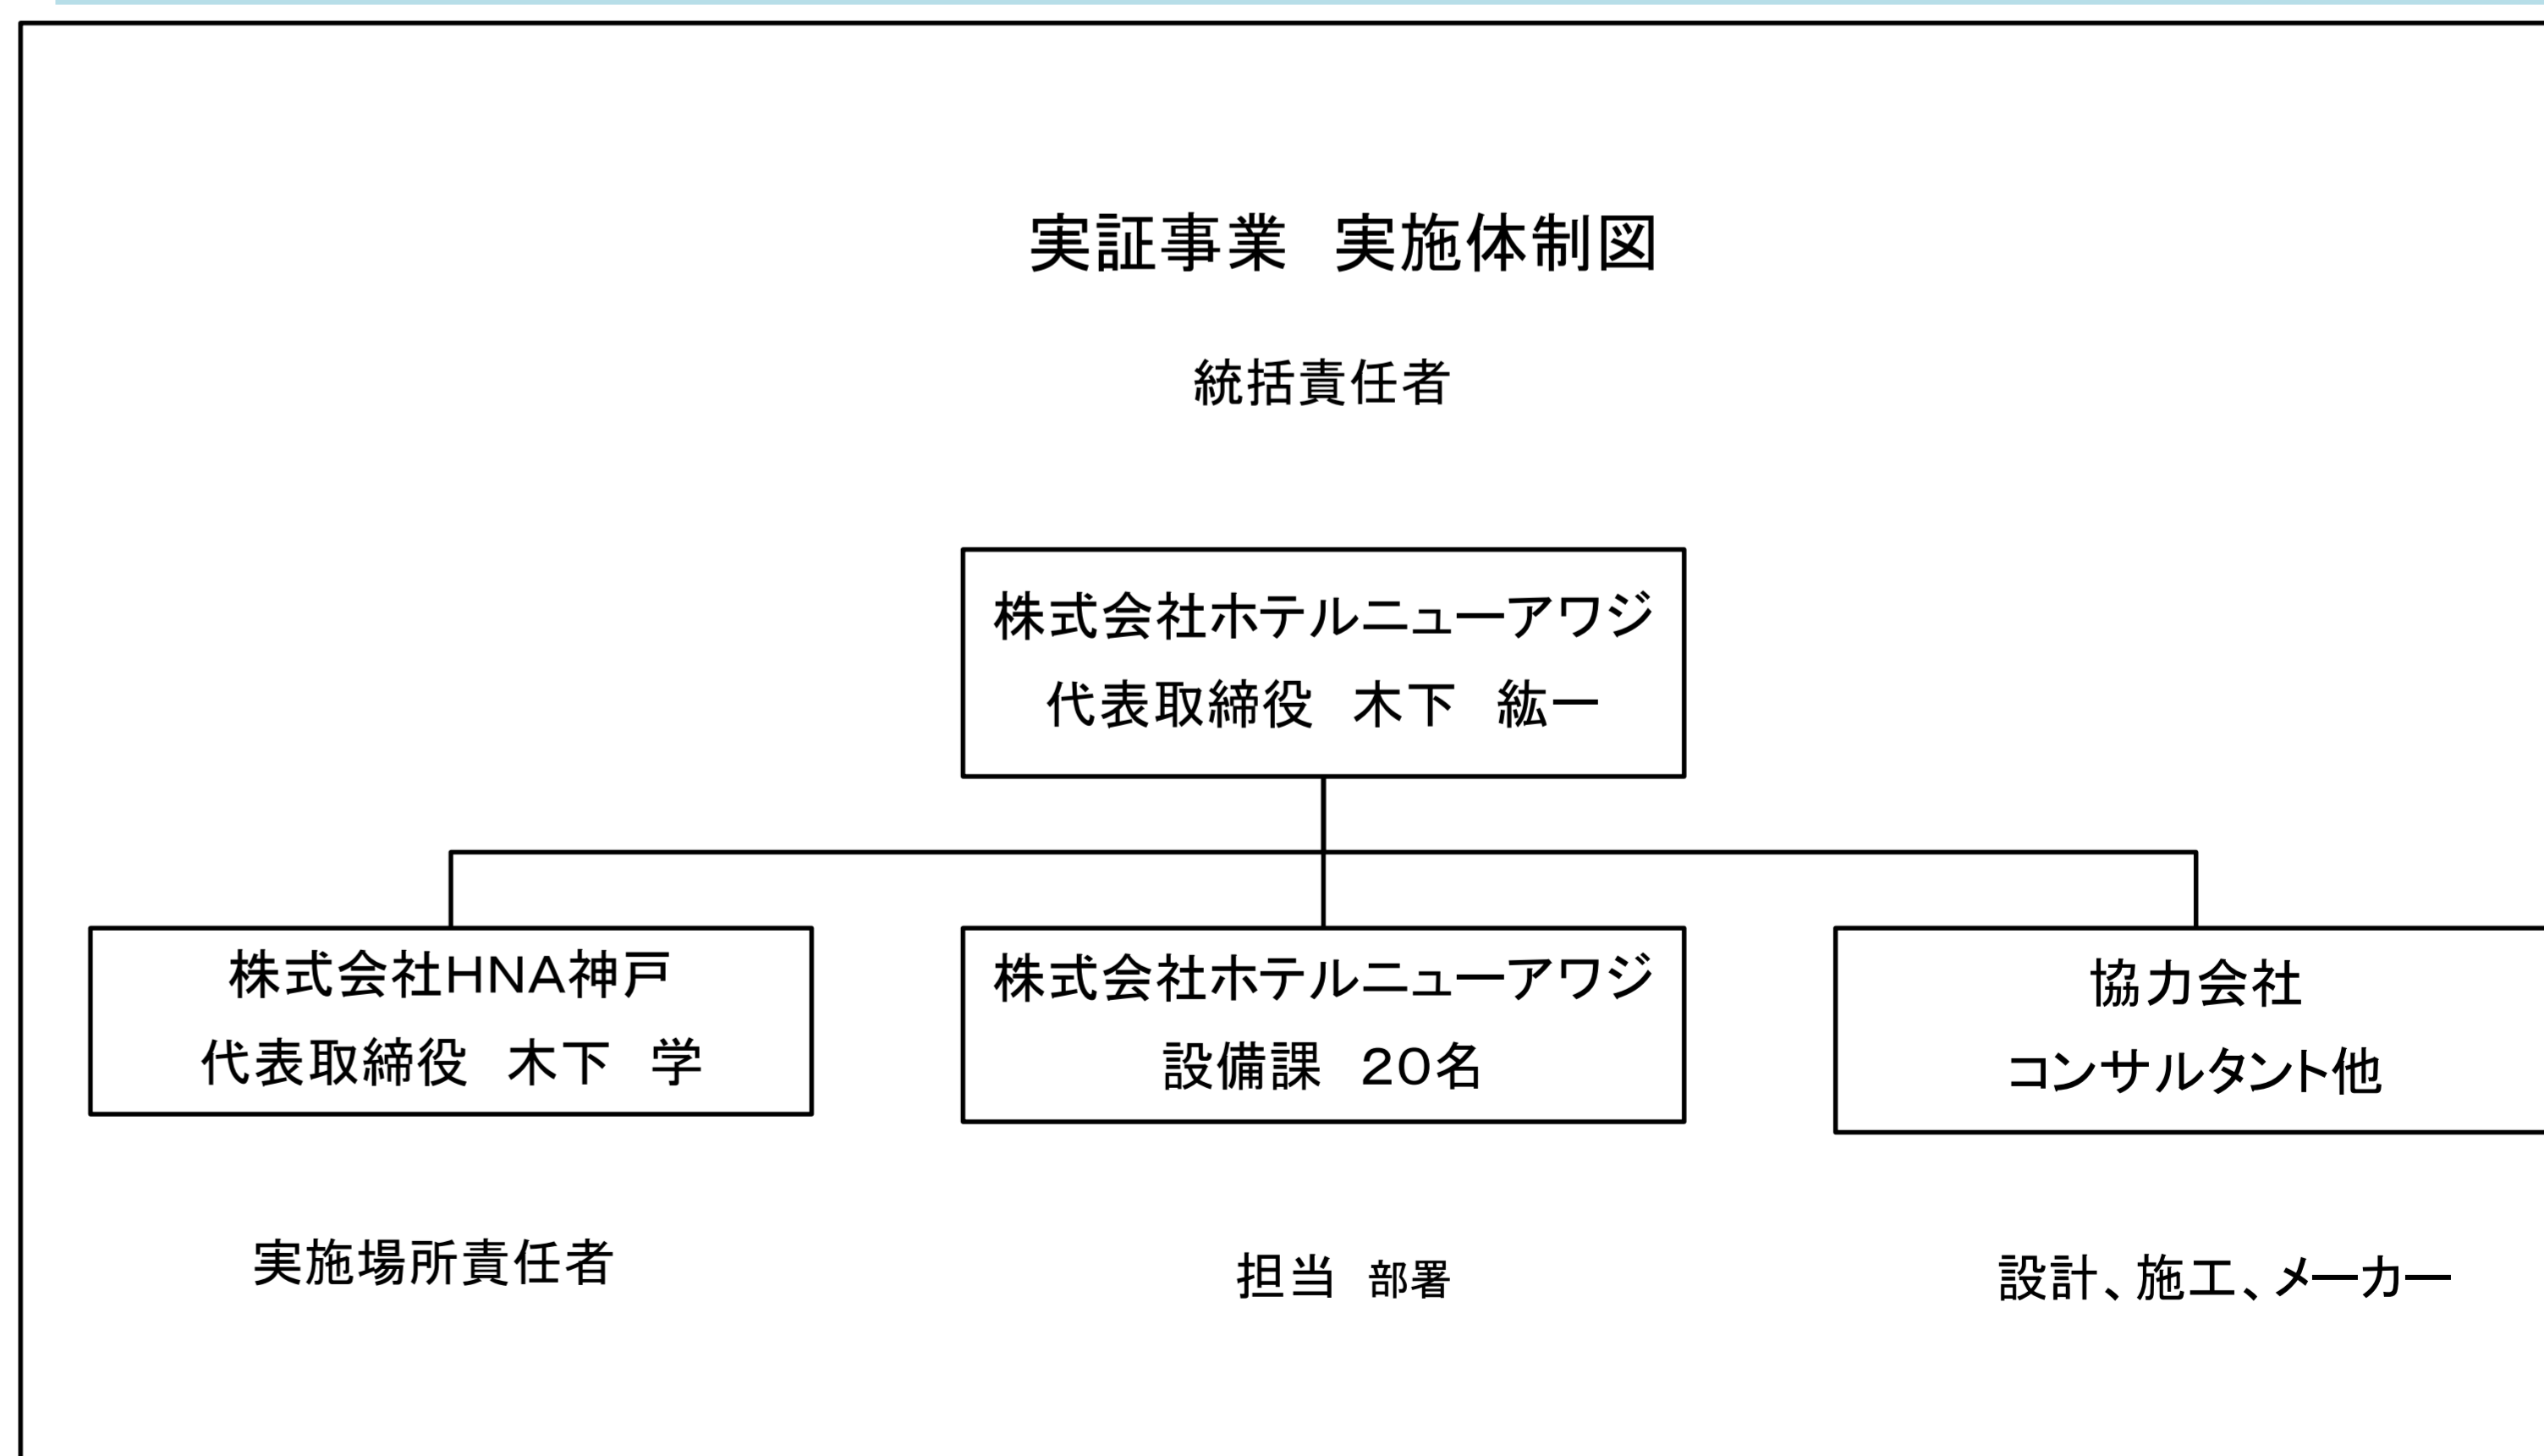 実証事業　実施体制図
統括責任者
株式会社ホテルニューアワジ
代表取締役　木下　紘一
株式会社HNA神戸
代表取締役　木下　学
株式会社ホテルニューアワジ
設備課　20名
協力会社
コンサルタント他
実施場所責任者
担当　部署
設計、施工、メーカー